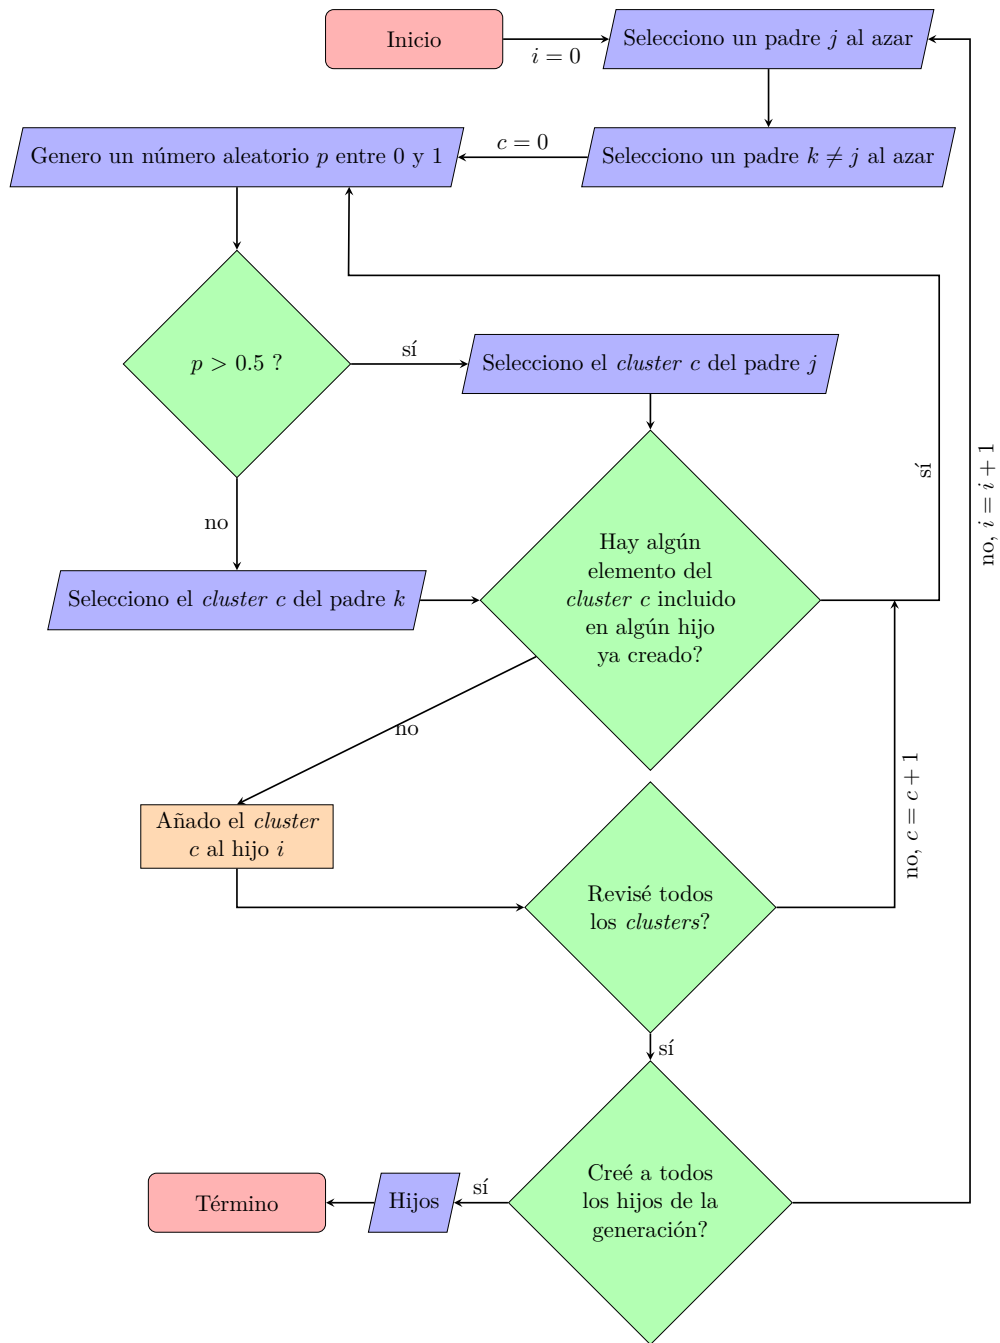 Inicio
i = 0
Selecciono un padre j al azar
Genero un número aleatorio p entre 0 y 1
c = 0
Selecciono un padre k ≠ j al azar
p > 0.5 ?
sí
Selecciono el cluster c del padre j
sí
no, i = i + 1
no
Selecciono el cluster c del padre k
Hay algún
elemento del
cluster c incluido
en algún hijo
ya creado?
no
no, c = c + 1
Añado el cluster
c al hijo i
Revisé todos
los clusters?
sí
Término
Hijos
sí
Creé a todos
los hijos de la
generación?